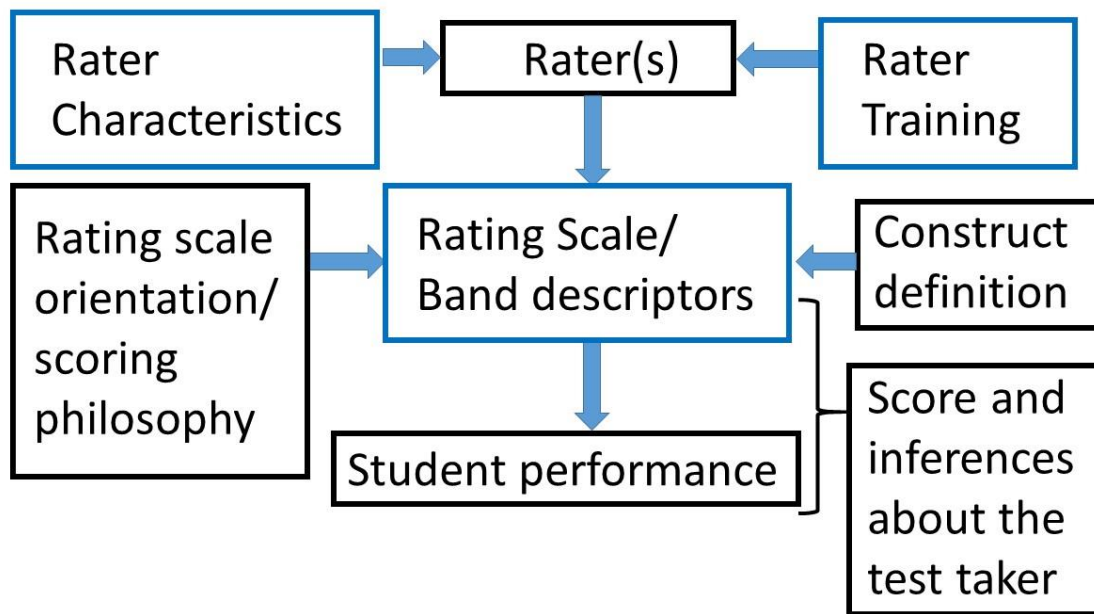 Rater
Characteristics
Rater(s)
Rater
Training
Rating scale
orientation/
scoring
philosophy
Rating Scale/
Band descriptors
Construct
definition
Student performance
Score and
inferences
about the
test taker